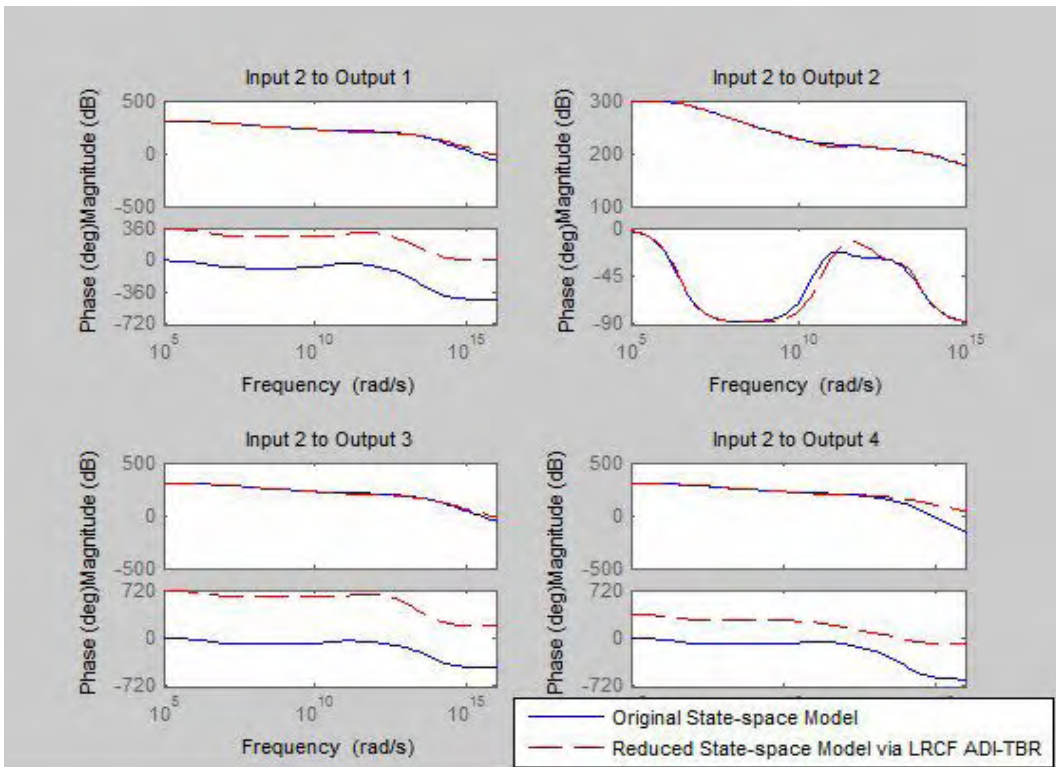 Input 2 to Output 1
Magnitude (dB)
500
0
-500
Phase (deg)
360
0
-360
-720
10^5
10^10
10^15
Frequency (rad/s)
Input 2 to Output 2
Magnitude (dB)
300
200
100
Phase (deg)
0
-45
-90
10^5
10^10
10^15
Frequency (rad/s)
Input 2 to Output 3
Magnitude (dB)
500
0
-500
Phase (deg)
720
0
-720
10^5
10^10
10^15
Frequency (rad/s)
Input 2 to Output 4
Magnitude (dB)
500
0
-500
Phase (deg)
720
0
-720
Original State-space Model
Reduced State-space Model via LRCF ADI-TBR